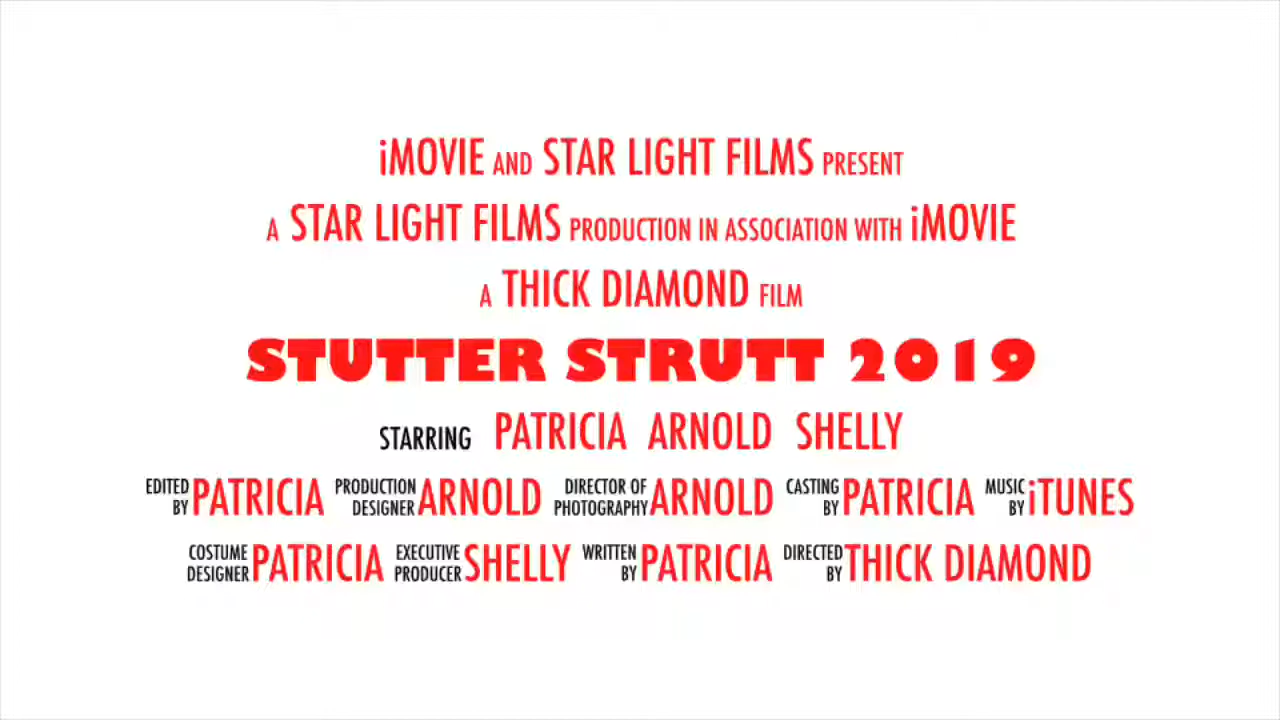 iMOVIE AND STAR LIGHT FILMS PRESENT
A STAR LIGHT FILMS PRODUCTION IN ASSOCIATION WITH iMOVIE
A THICK DIAMOND FILM
STUTTER STRUTT 2019
STARRING PATRICIA ARNOLD SHELLY
EDITED BY PATRICIA PRODUCTION DESIGNER ARNOLD DIRECTOR OF PHOTOGRAPHY ARNOLD CASTING BY PATRICIA MUSIC BY iTUNES
COSTUME DESIGNER PATRICIA EXECUTIVE PRODUCER SHELLY WRITTEN BY PATRICIA DIRECTED BY THICK DIAMOND